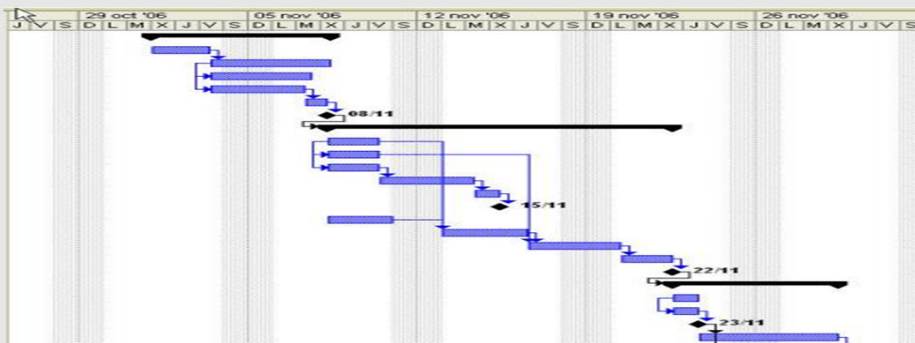 29 oct '06 05 nov '06 12 nov '06 19 nov '06 26 nov '06
J V S D L M X J V S D L M X J V S D L M X J V S D L M X J V S D L M X J V S
08/11
15/11
22/11
23/11